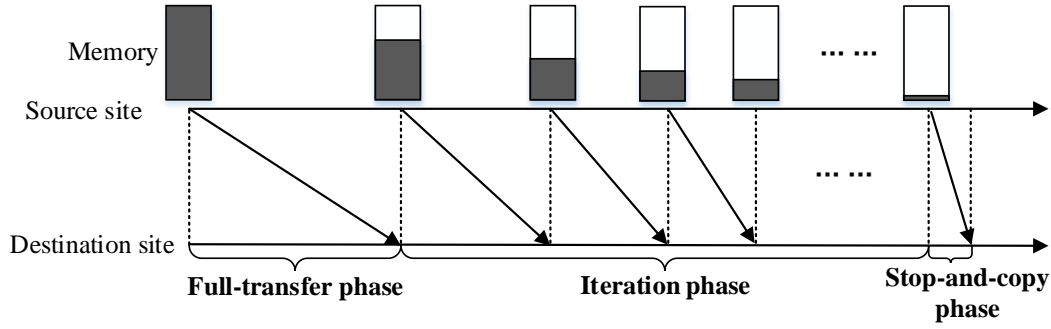 Memory
... ...
Source site
... ...
Destination site
Full-transfer phase
Iteration phase
Stop-and-copy
phase